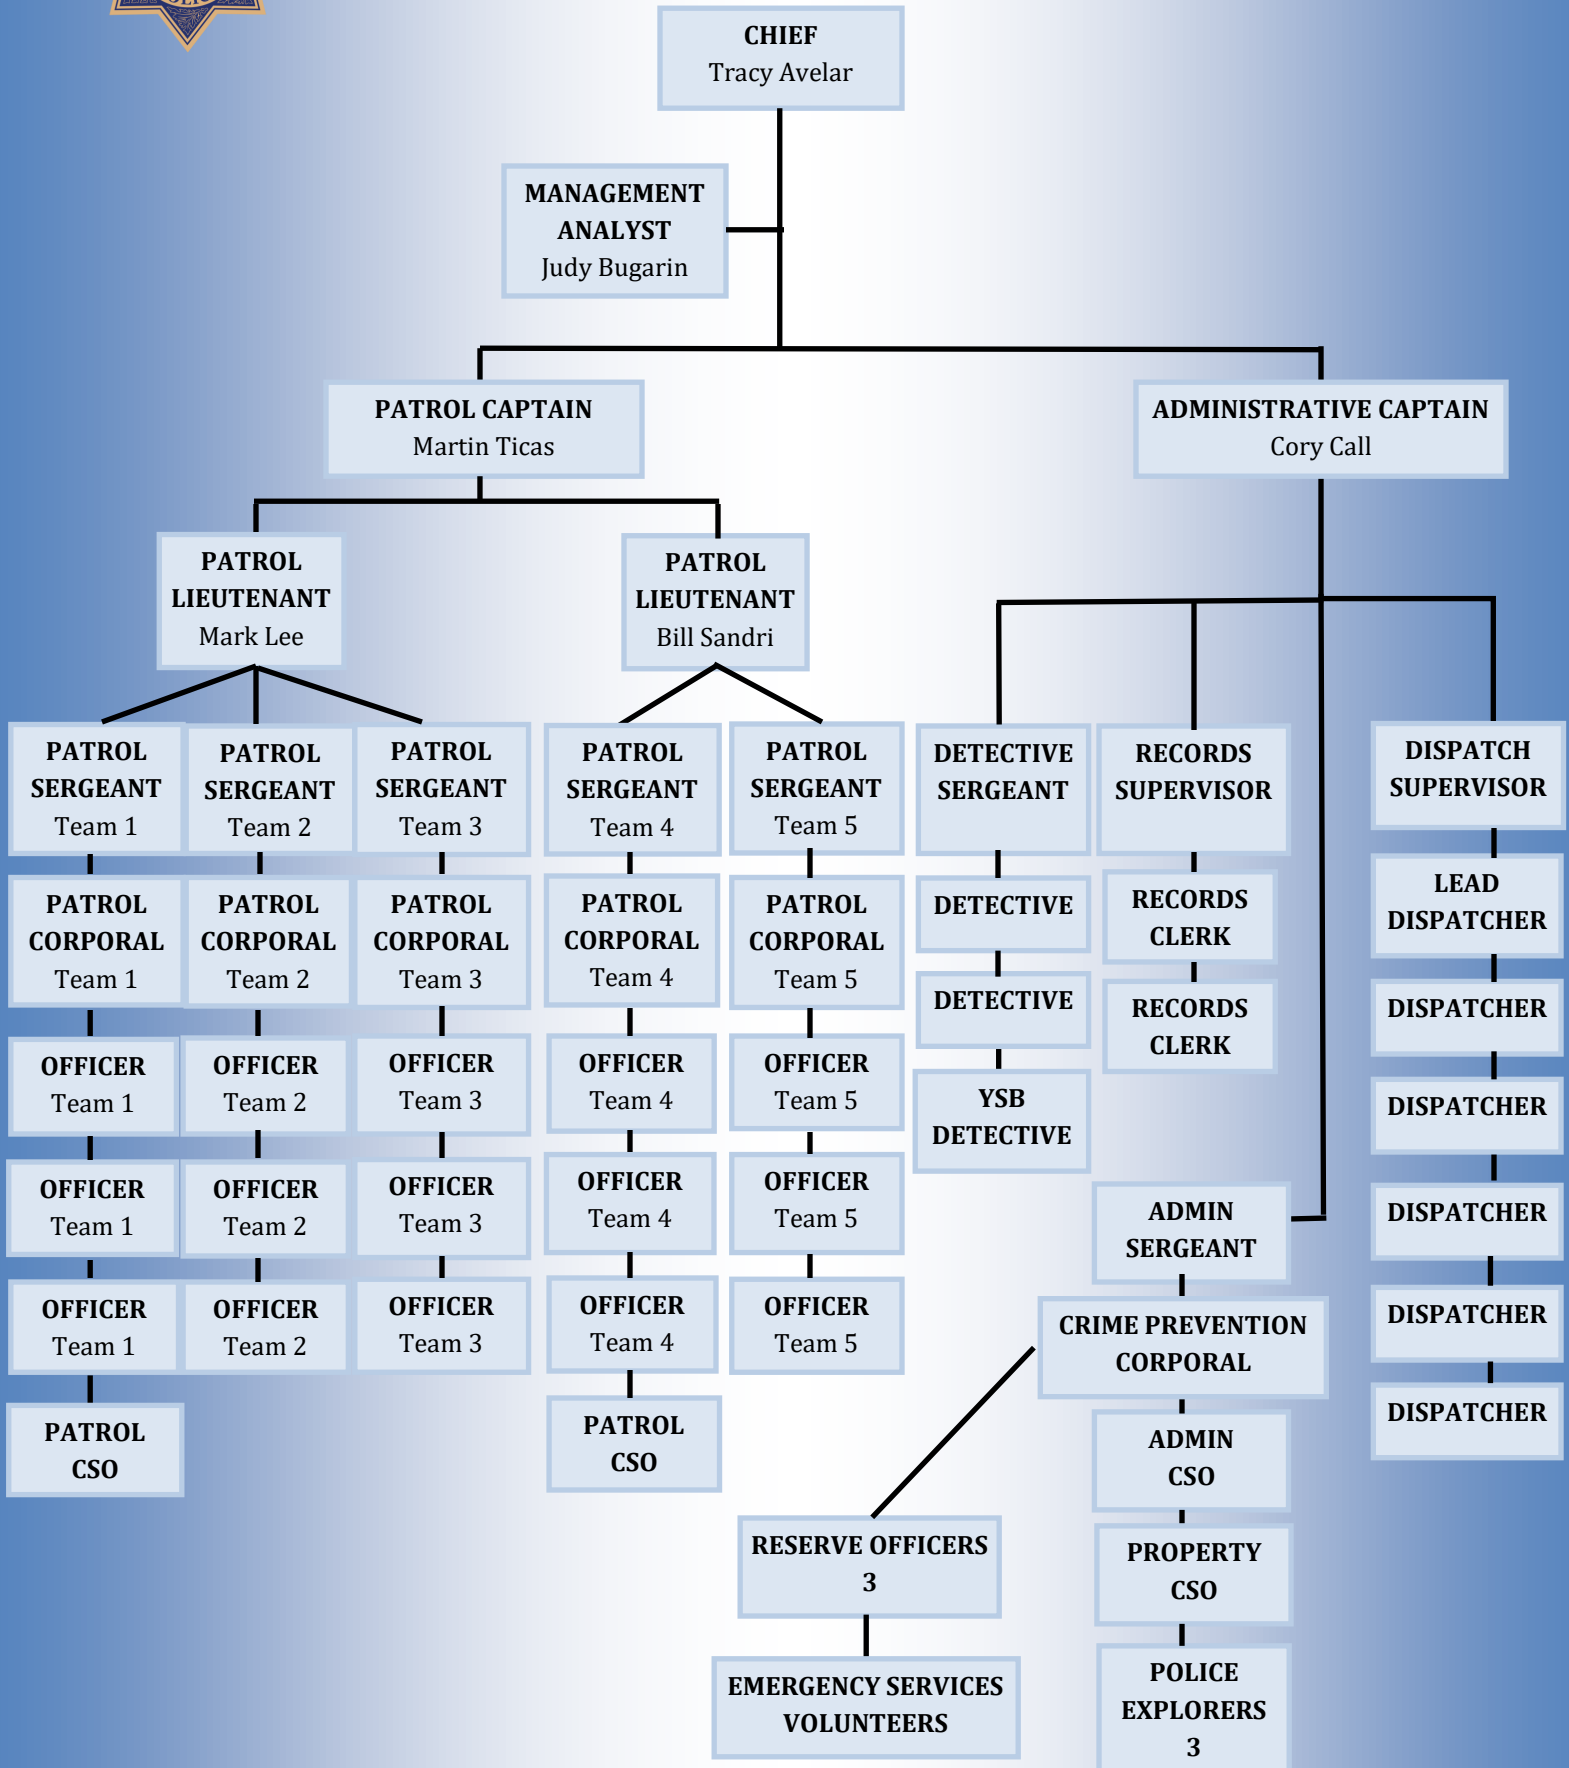 CHIEF
Tracy Avelar
MANAGEMENT
ANALYST
Judy Bugarin
PATROL CAPTAIN
Martin Ticas
ADMINISTRATIVE CAPTAIN
Cory Call
PATROL
LIEUTENANT
Mark Lee
PATROL
LIEUTENANT
Bill Sandri
PATROL
SERGEANT
Team 1
PATROL
SERGEANT
Team 2
PATROL
SERGEANT
Team 3
PATROL
SERGEANT
Team 4
PATROL
SERGEANT
Team 5
DETECTIVE
SERGEANT
RECORDS
SUPERVISOR
DISPATCH
SUPERVISOR
PATROL
CORPORAL
Team 1
PATROL
CORPORAL
Team 2
PATROL
CORPORAL
Team 3
PATROL
CORPORAL
Team 4
PATROL
CORPORAL
Team 5
DETECTIVE
RECORDS
CLERK
LEAD
DISPATCHER
DETECTIVE
RECORDS
CLERK
DISPATCHER
OFFICER
Team 1
OFFICER
Team 2
OFFICER
Team 3
OFFICER
Team 4
OFFICER
Team 5
YSB
DETECTIVE
DISPATCHER
OFFICER
Team 1
OFFICER
Team 2
OFFICER
Team 3
OFFICER
Team 4
OFFICER
Team 5
ADMIN
SERGEANT
DISPATCHER
OFFICER
Team 1
OFFICER
Team 2
OFFICER
Team 3
OFFICER
Team 4
OFFICER
Team 5
CRIME PREVENTION
CORPORAL
DISPATCHER
PATROL
CSO
PATROL
CSO
ADMIN
CSO
DISPATCHER
RESERVE OFFICERS
3
PROPERTY
CSO
EMERGENCY SERVICES
VOLUNTEERS
POLICE
EXPLORERS
3